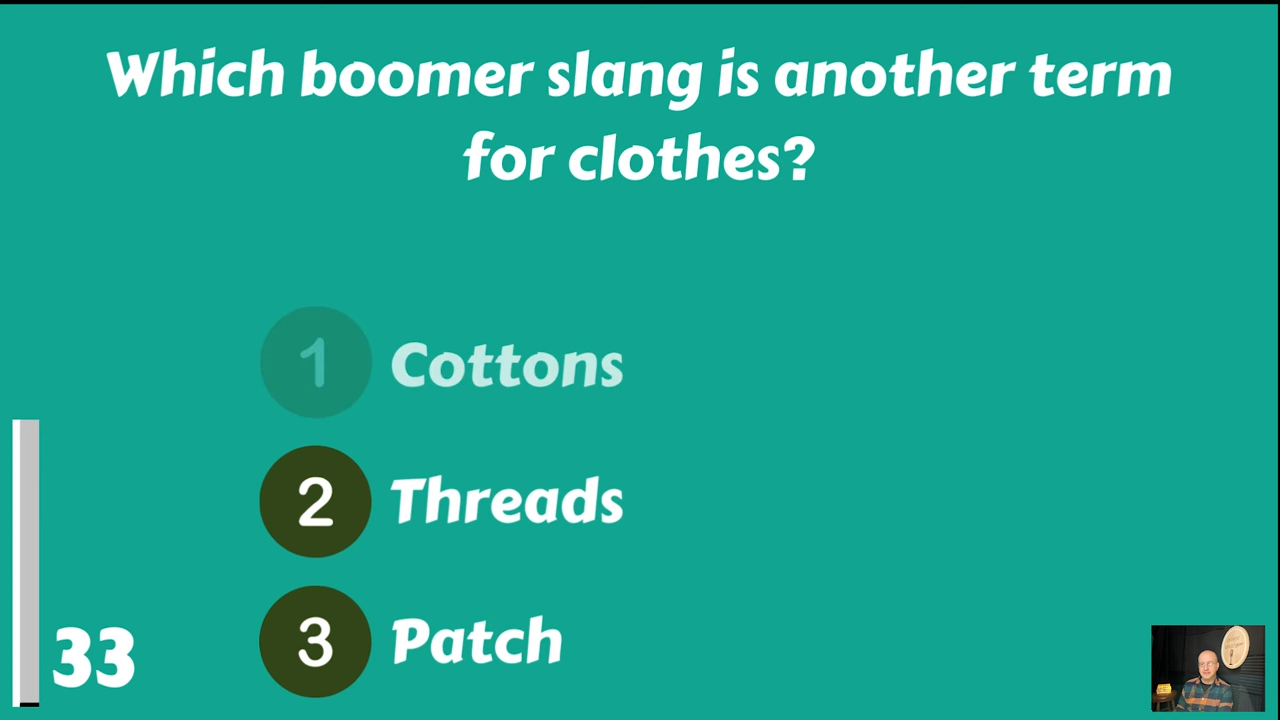 Which boomer slang is another term
for clothes?
1 Cottons
2 Threads
3 Patch
33